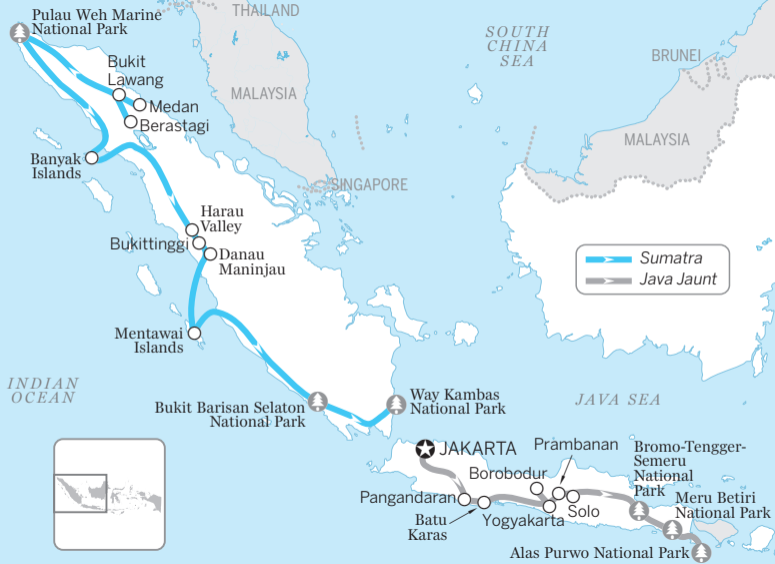 Pulau Weh Marine
National Park
THAILAND
SOUTH
CHINA
SEA
BRUNEI
Bukit
Lawang
MALAYSIA
Medan
Berastagi
MALAYSIA
Banyak
Islands
SINGAPORE
Harau
Valley
Bukittinggi
Danau
Maninjau
Sumatra
Java Jaunt
Mentawai
Islands
INDIAN
OCEAN
Bukit Barisan Selaton
National Park
Way Kambas
National Park
JAVA SEA
JAKARTA
Prambanan
Borobodur
Bromo-Tengger-
Semeru
National
Park
Pangandaran
Batu
Karas
Yogyakarta
Solo
Meru Betiri
National Park
Alas Purwo National Park